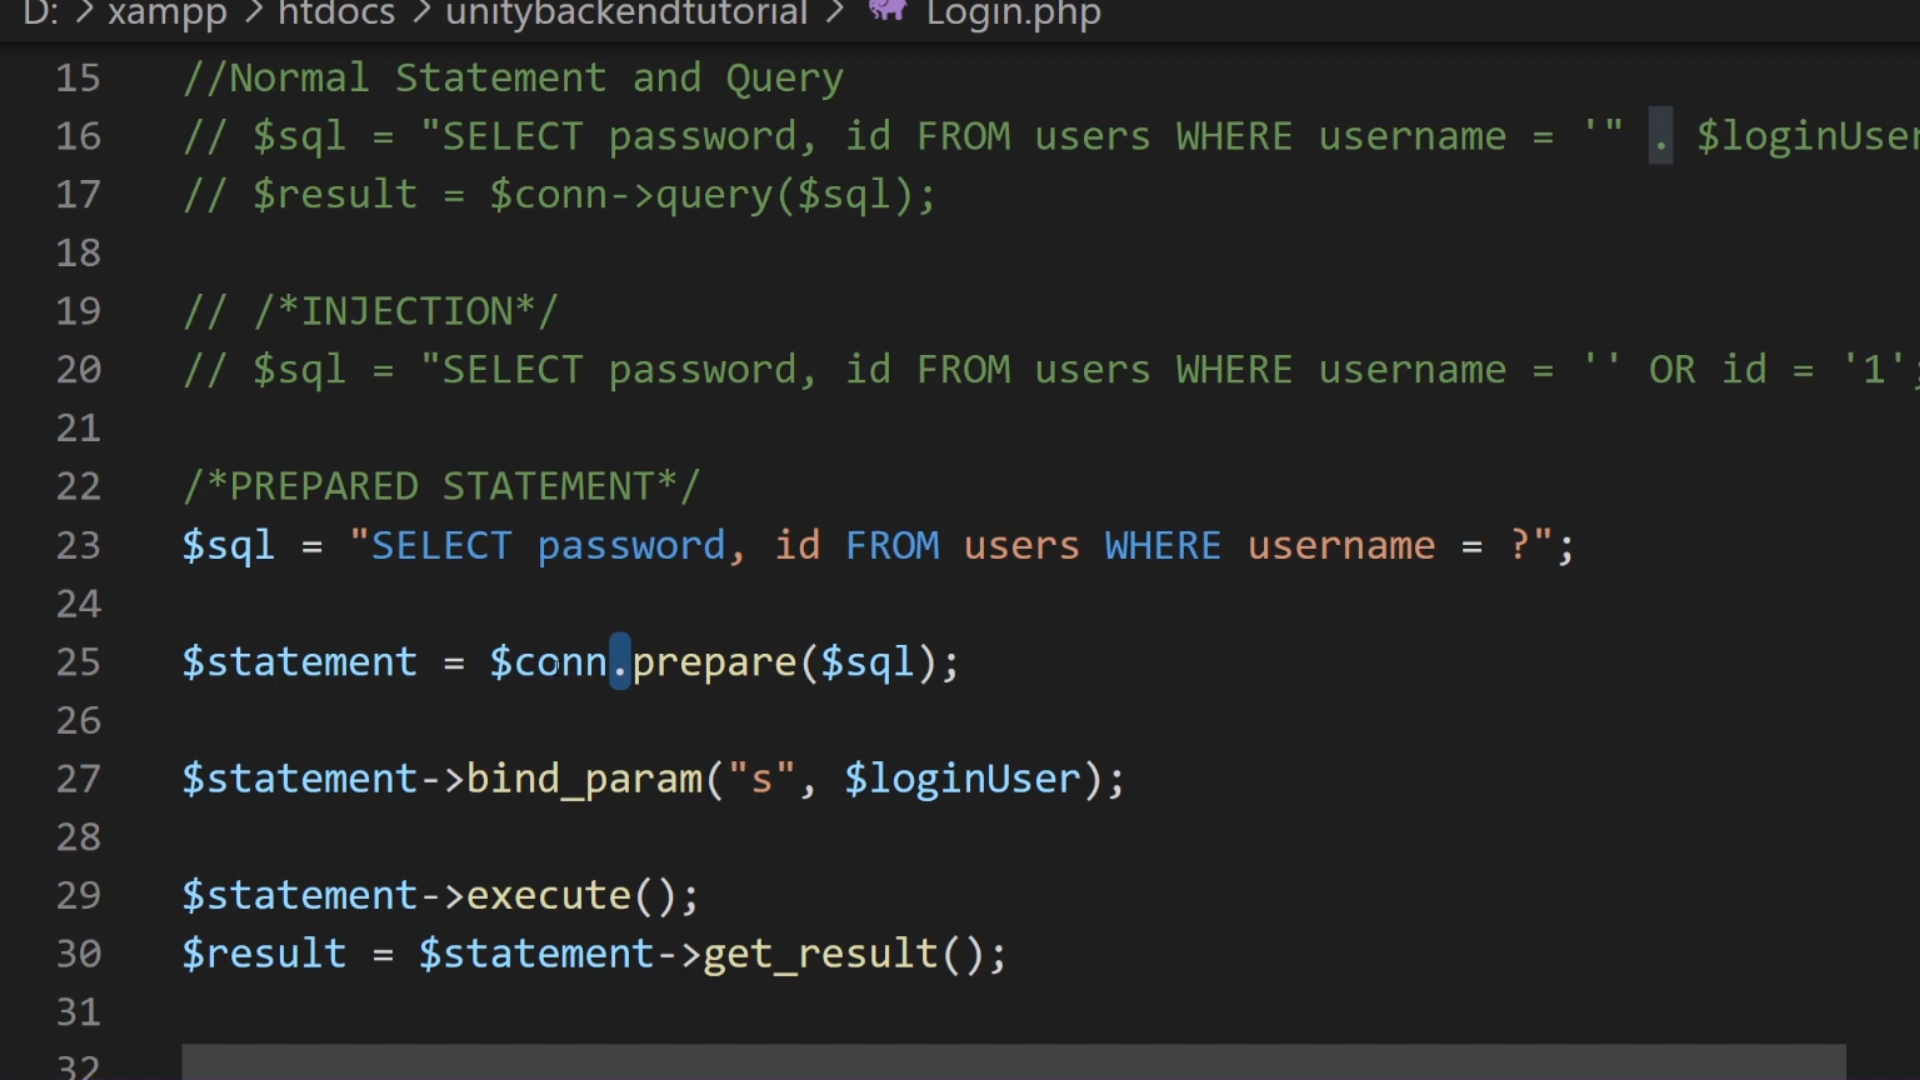 D: > xampp > htdocs > unitybackendtutorial > Login.php
15 //Normal Statement and Query
16 // $sql = "SELECT password, id FROM users WHERE username = '" . $loginUser
17 // $result = $conn->query($sql);
18
19 // /*INJECTION*/
20 // $sql = "SELECT password, id FROM users WHERE username = '' OR id = '1';
21
22 /*PREPARED STATEMENT*/
23 $sql = "SELECT password, id FROM users WHERE username = ?";
24
25 $statement = $conn.prepare($sql);
26
27 $statement->bind_param("s", $loginUser);
28
29 $statement->execute();
30 $result = $statement->get_result();
31
32